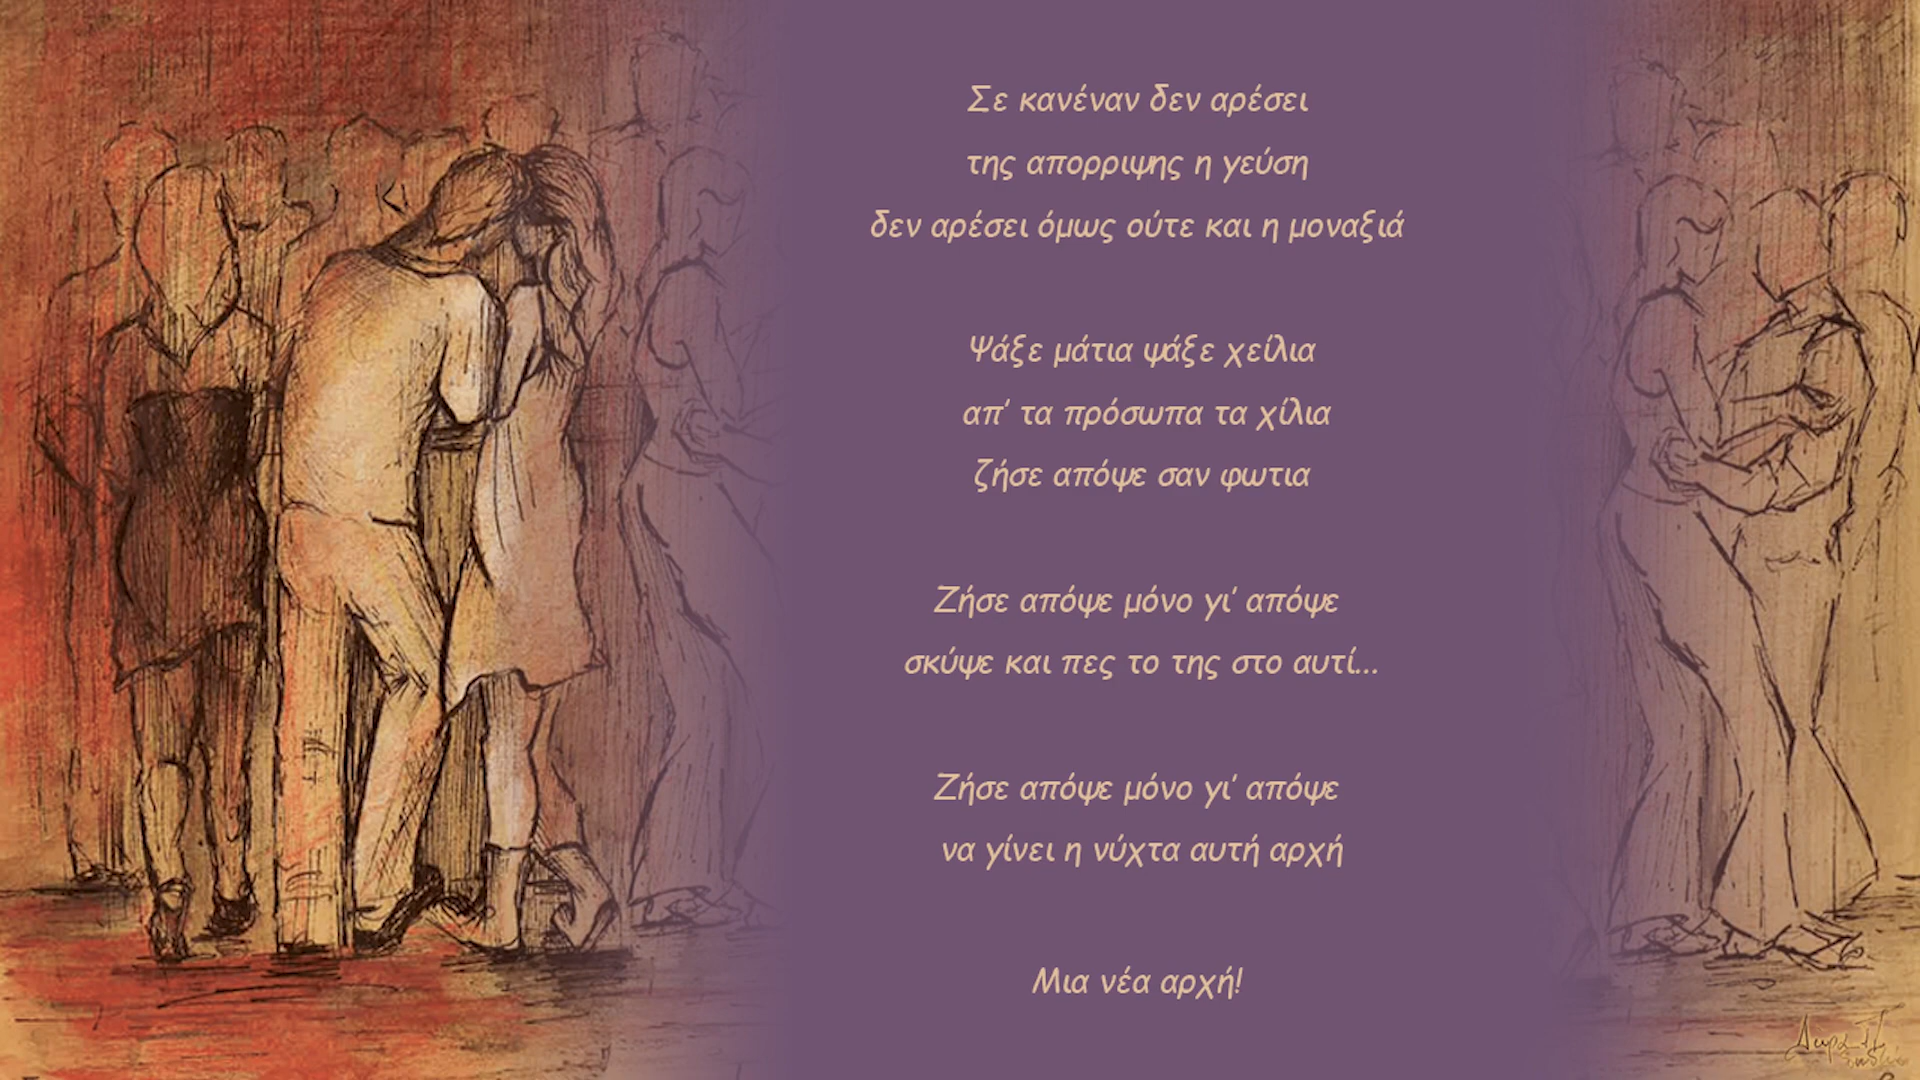 Σε κανέναν δεν αρέσει
της απορριψης η γεύση
δεν αρέσει όμως ούτε και η μοναξιά
Ψάξε μάτια ψάξε χείλια
απ' τα πρόσωπα τα χίλια
ζήσε απόψε σαν φωτια
Ζήσε απόψε μόνο γι' απόψε
σκύψε και πες το της στο αυτί...
Ζήσε απόψε μόνο γι' απόψε
να γίνει η νύχτα αυτή αρχή
Μια νέα αρχή!